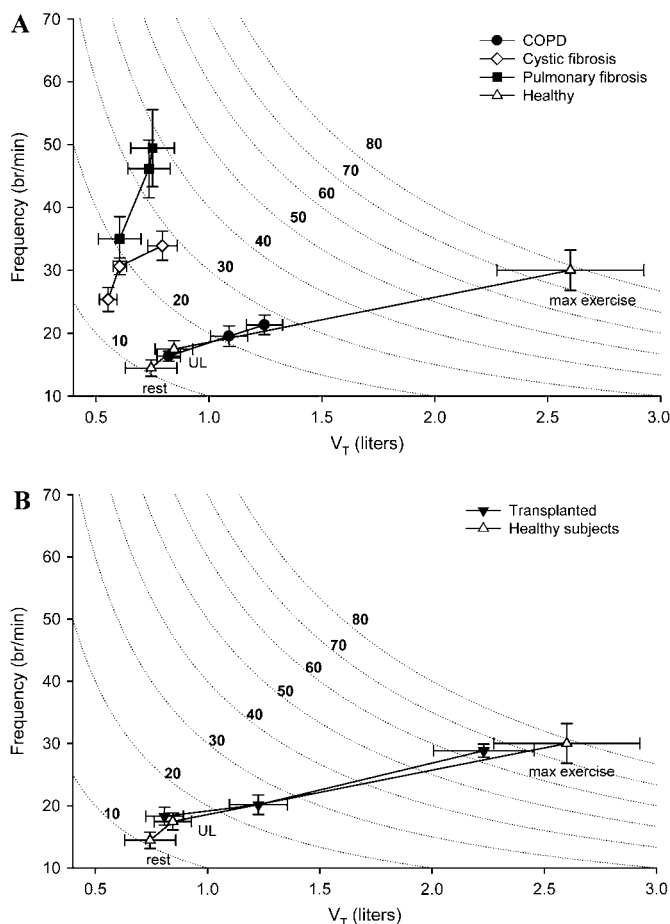 A
COPD
Cystic fibrosis
Pulmonary fibrosis
Healthy
Frequency (br/min)
70
60
50
40
30
20
10
80
70
60
50
40
30
20
10
max exercise
UL
rest
0.5 1.0 1.5 2.0 2.5 3.0
V_T (liters)
B
Transplanted
Healthy subjects
Frequency (br/min)
70
60
50
40
30
20
10
80
70
60
50
40
30
20
10
max exercise
UL
rest
0.5 1.0 1.5 2.0 2.5 3.0
V_T (liters)